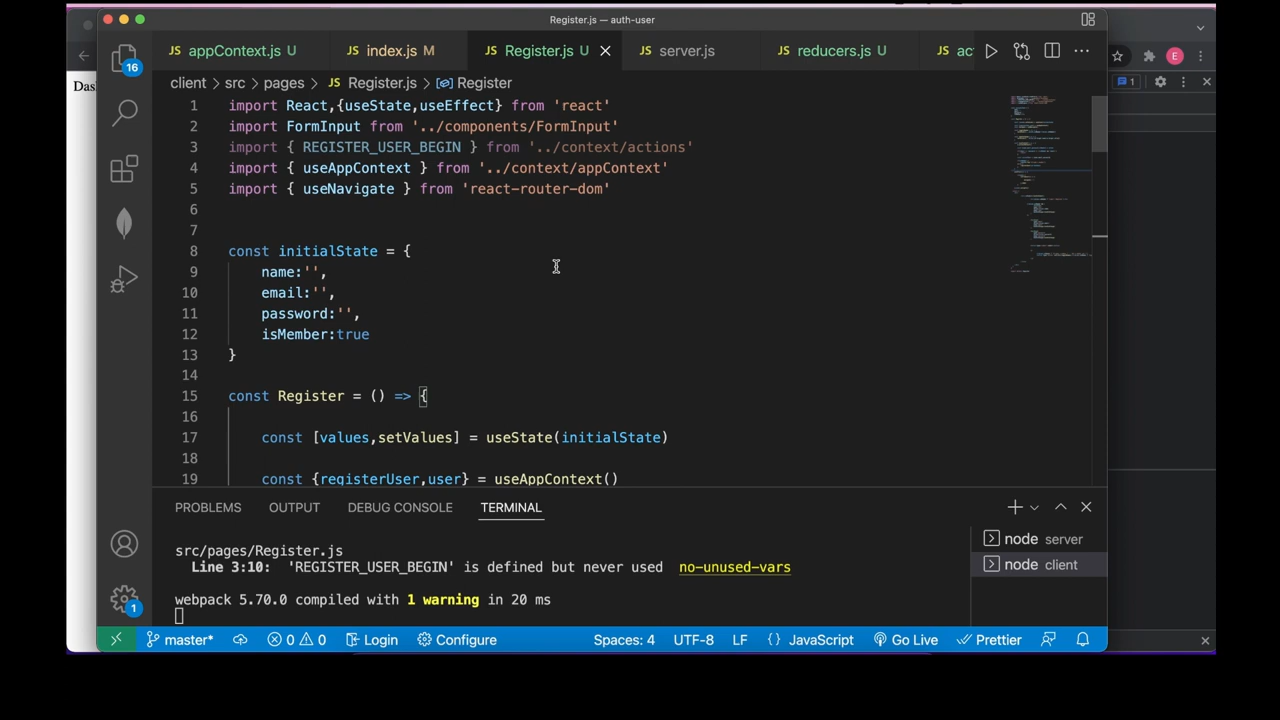 Register.js — auth-user
JS appContext.js U JS index.js M JS Register.js U JS server.js JS reducers.js U JS ac
client > src > pages > JS Register.js > Register
16
Das
E
1
1 import React,{useState,useEffect} from 'react'
2 import FormInput from '../components/FormInput'
3 import { REGISTER_USER_BEGIN } from '../context/actions'
4 import { useAppContext } from '../context/appContext'
5 import { useNavigate } from 'react-router-dom'
6
7
8 const initialState = {
9 name:'',
10 email:'',
11 password:'',
12 isMember:true
13 }
14
15 const Register = () => {
16
17 const [values,setValues] = useState(initialState)
18
19 const {registerUser,user} = useAppContext()
PROBLEMS OUTPUT DEBUG CONSOLE TERMINAL
src/pages/Register.js
Line 3:10: 'REGISTER_USER_BEGIN' is defined but never used no-unused-vars
webpack 5.70.0 compiled with 1 warning in 20 ms
node server
node client
1
master* 0 0 Login Configure Spaces: 4 UTF-8 LF {} JavaScript Go Live Prettier